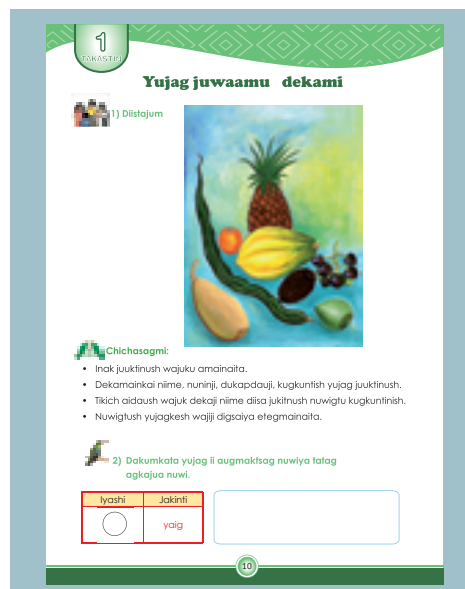 1
TAKASTIN
Yujag juwaamu dekami
1) Diistajum
Chichasagmi:
• Inak juuktinush wajuku amainaita.
• Dekamainkai niime, nuninji, dukapdauji, kugkuntish yujag juuktinush.
• Tikich aidaush wajuk dekaji niime diisa jukitnush nuwigtu kugkuntinish.
• Nuwigtush yujagkesh wajiji digsaiya etegmainaita.
2) Dakumkata yujag ii augmaktsag nuwiya tatag
agkajua nuwi.
Iyashi Jakinti
yaig
10